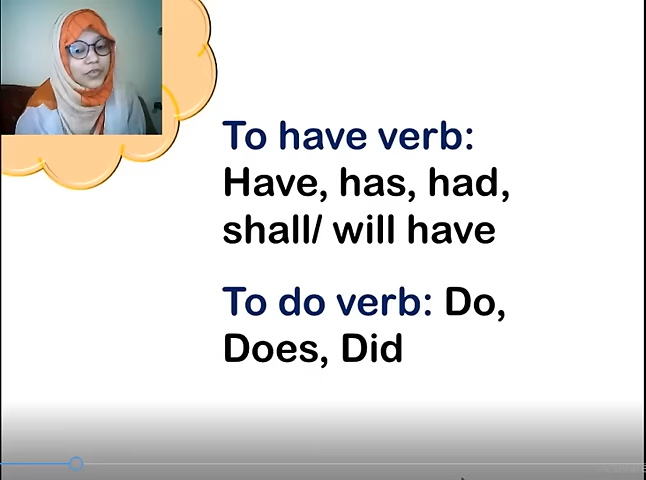 To have verb:
Have, has, had,
shall/ will have
To do verb: Do,
Does, Did